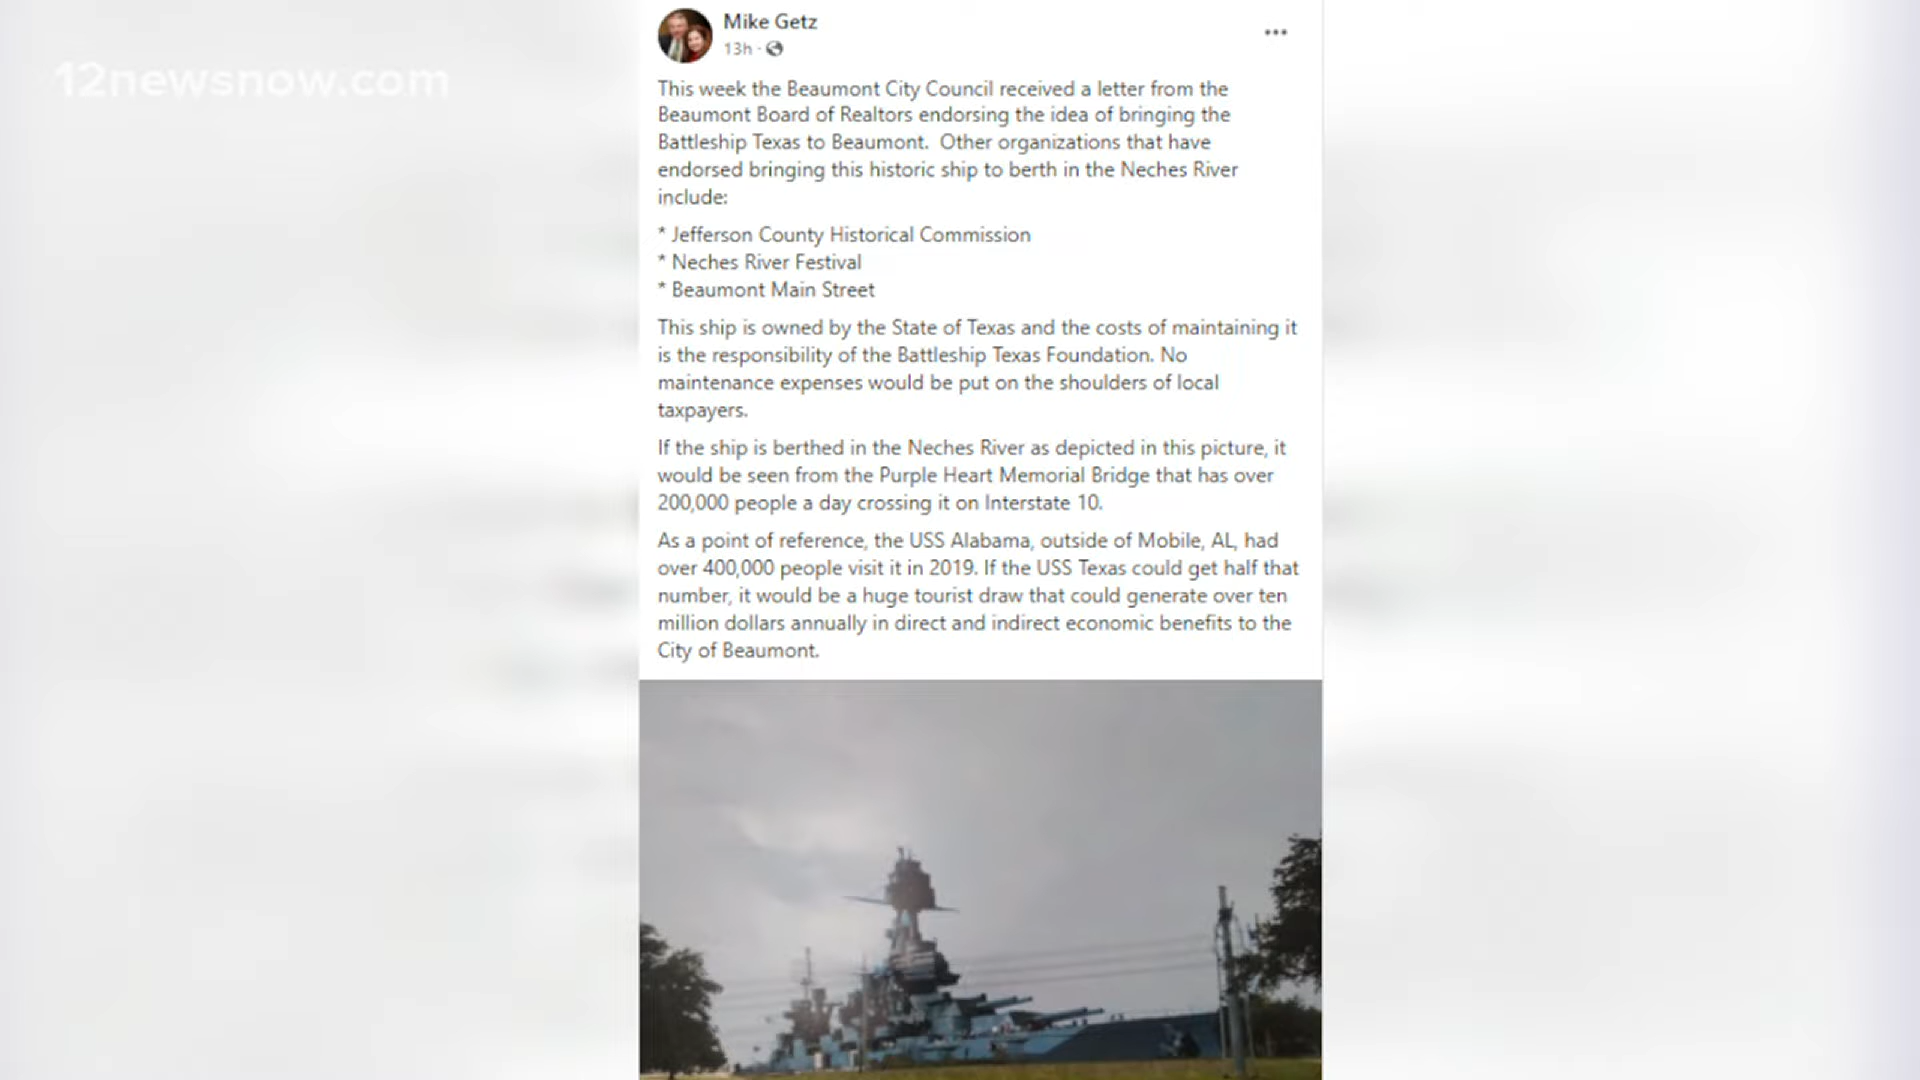 12newsnow.com
Mike Getz
13h ·
This week the Beaumont City Council received a letter from the
Beaumont Board of Realtors endorsing the idea of bringing the
Battleship Texas to Beaumont.  Other organizations that have
endorsed bringing this historic ship to berth in the Neches River
include:
* Jefferson County Historical Commission
* Neches River Festival
* Beaumont Main Street
This ship is owned by the State of Texas and the costs of maintaining it
is the responsibility of the Battleship Texas Foundation. No
maintenance expenses would be put on the shoulders of local
taxpayers.
If the ship is berthed in the Neches River as depicted in this picture, it
would be seen from the Purple Heart Memorial Bridge that has over
200,000 people a day crossing it on Interstate 10.
As a point of reference, the USS Alabama, outside of Mobile, AL, had
over 400,000 people visit it in 2019. If the USS Texas could get half that
number, it would be a huge tourist draw that could generate over ten
million dollars annually in direct and indirect economic benefits to the
City of Beaumont.